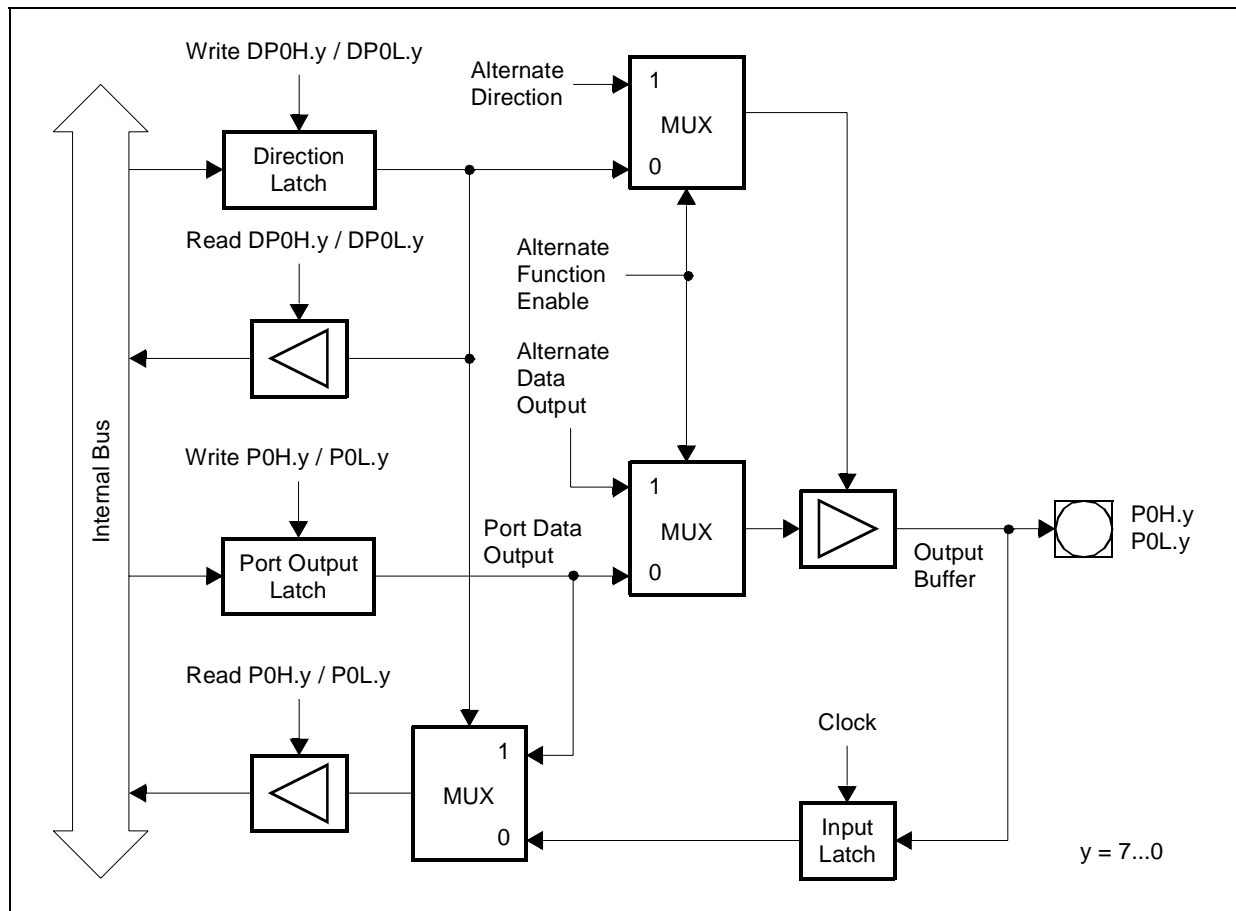 Write DP0H.y / DP0L.y
Alternate
Direction
1
MUX
0
Direction
Latch
Read DP0H.y / DP0L.y
Alternate
Function
Enable
Alternate
Data
Output
Internal Bus
Write P0H.y / P0L.y
Port Data
Output
1
MUX
0
Port Output
Latch
Output
Buffer
P0H.y
P0L.y
Read P0H.y / P0L.y
Clock
1
MUX
0
Input
Latch
y = 7...0